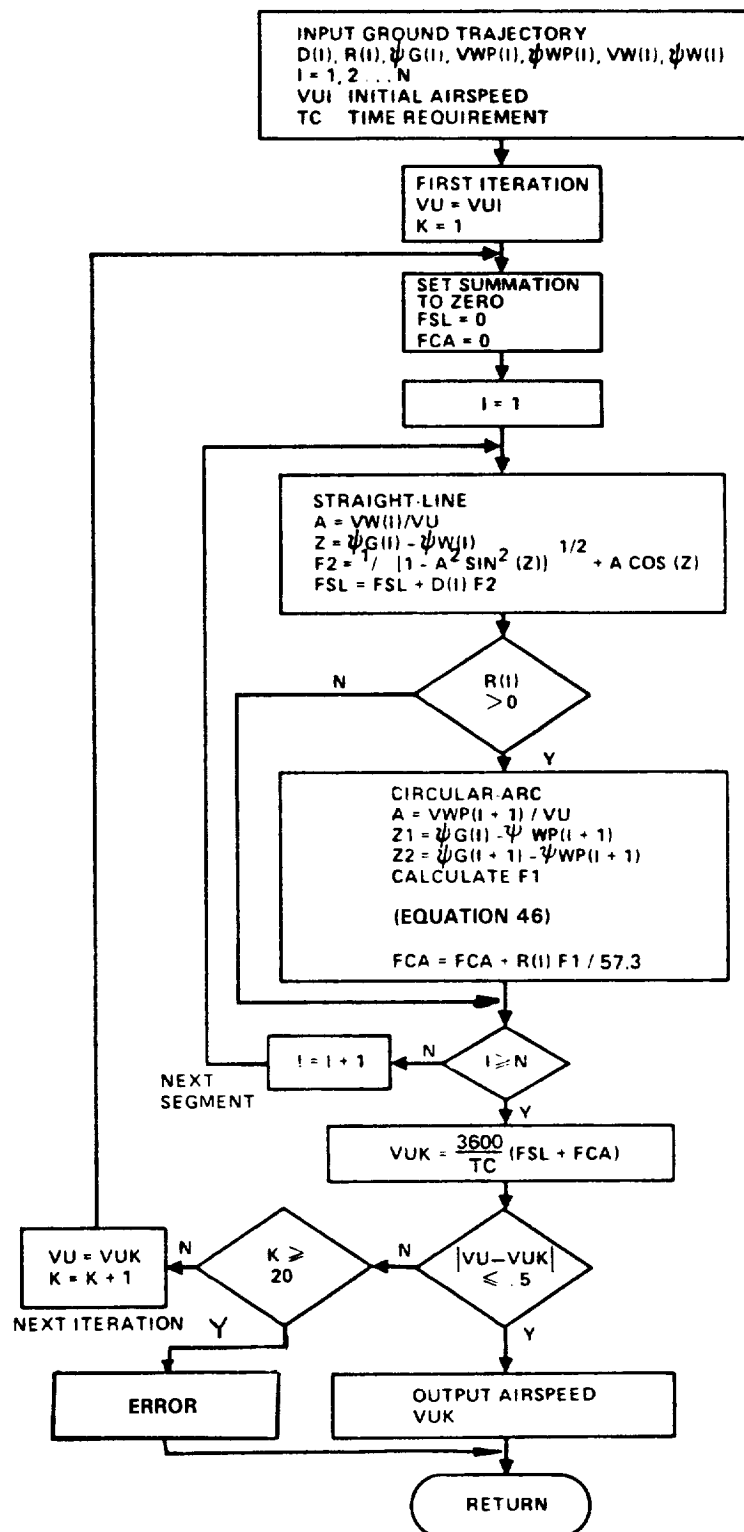 INPUT GROUND TRAJECTORY
D(I), R(I), ψG(I), VWP(I), ψWP(I), VW(I), ψW(I)
I = 1, 2 ... N
VUI INITIAL AIRSPEED
TC TIME REQUIREMENT
FIRST ITERATION
VU = VUI
K = 1
SET SUMMATION
TO ZERO
FSL = 0
FCA = 0
I = 1
STRAIGHT-LINE
A = VW(I)/VU
Z = ψG(I) - ψW(I)
F2 = 1/ [1 - A² SIN² (Z)] 1/2 + A COS (Z)
FSL = FSL + D(I) F2
R(I)
>0
N
Y
CIRCULAR-ARC
A = VWP(I + 1) / VU
Z1 = ψG(I) - ψ WP(I + 1)
Z2 = ψG(I + 1) - ψWP(I + 1)
CALCULATE F1
(EQUATION 46)
FCA = FCA + R(I) F1 / 57.3
I = I + 1
N
I ≥ N
NEXT
SEGMENT
Y
VUK = 3600/TC (FSL + FCA)
VU = VUK
K = K + 1
N
K ≥
20
N
|VU-VUK|
≤ .5
NEXT ITERATION
Y
Y
ERROR
OUTPUT AIRSPEED
VUK
RETURN